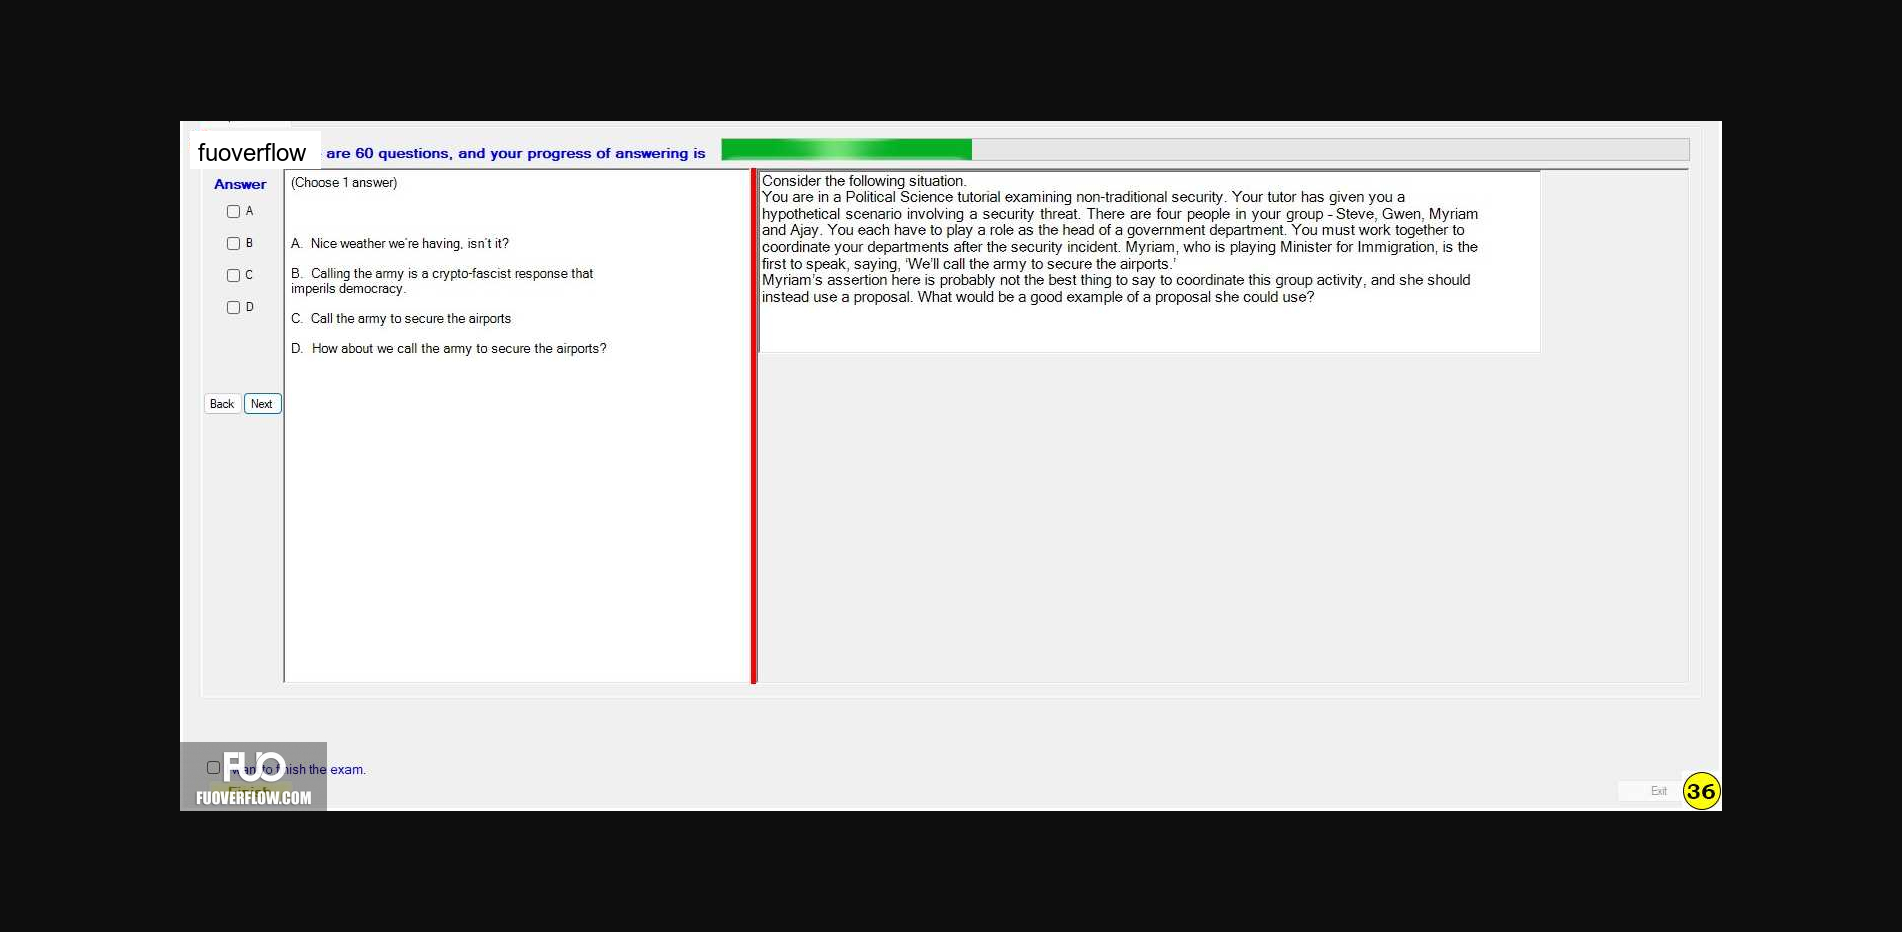 fuoverflow are 60 questions, and your progress of answering is
Answer
A
B
C
D
Back Next
(Choose 1 answer)
A. Nice weather we're having, isn't it?
B. Calling the army is a crypto-fascist response that
imperils democracy.
C. Call the army to secure the airports
D. How about we call the army to secure the airports?
Consider the following situation.
You are in a Political Science tutorial examining non-traditional security. Your tutor has given you a
hypothetical scenario involving a security threat. There are four people in your group - Steve, Gwen, Myriam
and Ajay. You each have to play a role as the head of a government department. You must work together to
coordinate your departments after the security incident. Myriam, who is playing Minister for Immigration, is the
first to speak, saying, 'We'll call the army to secure the airports.'
Myriam's assertion here is probably not the best thing to say to coordinate this group activity, and she should
instead use a proposal. What would be a good example of a proposal she could use?
FUO
want to finish the exam.
Finish
FUOVERFLOW.COM
Exit
36